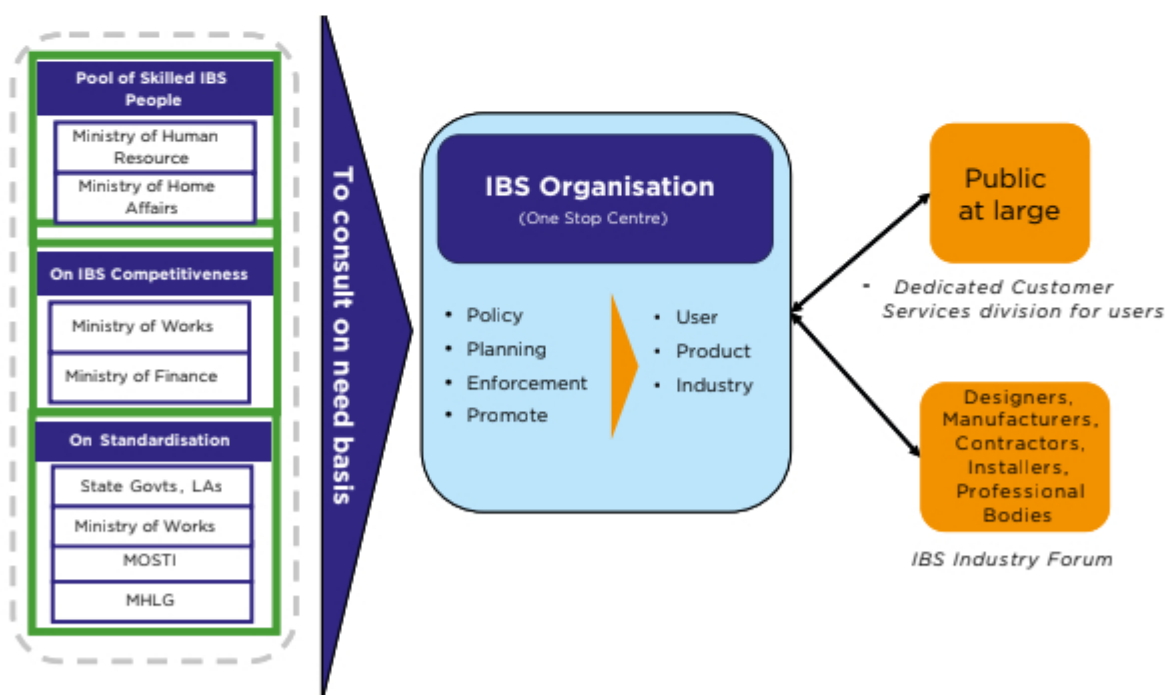 Pool of Skilled IBS
People
Ministry of Human
Resource
Ministry of Home
Affairs
On IBS Competitiveness
Ministry of Works
Ministry of Finance
On Standardisation
State Govts, LAs
Ministry of Works
MOSTI
MHLG
To consult on need basis
IBS Organisation
(One Stop Centre)
• Policy
• Planning
• Enforcement
• Promote
• User
• Product
• Industry
Public
at large
- Dedicated Customer
Services division for users
Designers,
Manufacturers,
Contractors,
Installers,
Professional
Bodies
IBS Industry Forum